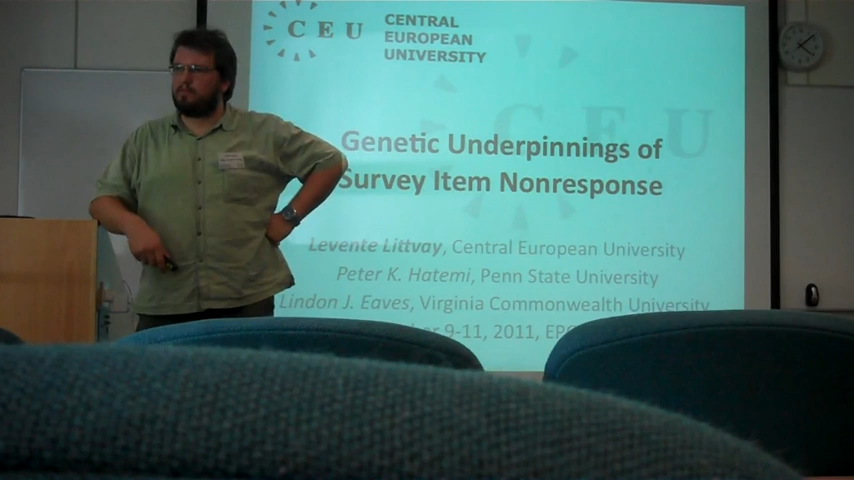 CEU
CENTRAL
EUROPEAN
UNIVERSITY
CEU
Genetic Underpinnings of
Survey Item Nonresponse
Levente Littvay, Central European University
Peter K. Hatemi, Penn State University
Lindon J. Eaves, Virginia Commonwealth University
9-11, 2011,